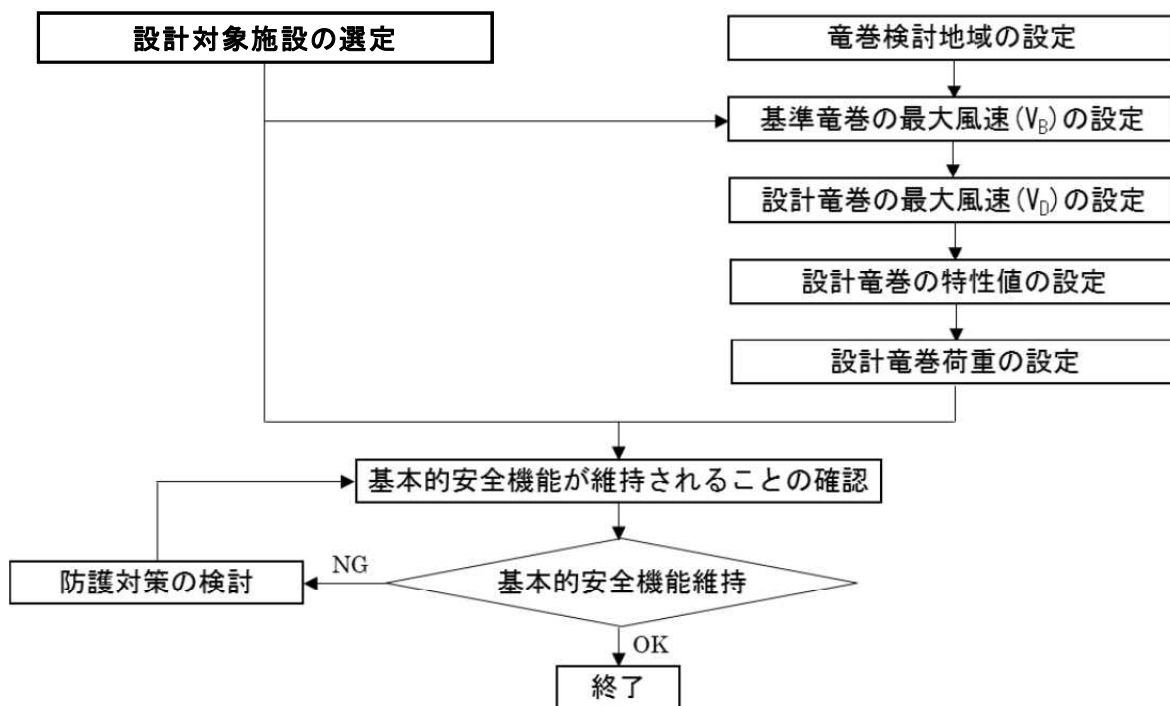 設計対象施設の選定
竜巻検討地域の設定
基準竜巻の最大風速(V_B)の設定
設計竜巻の最大風速(V_D)の設定
設計竜巻の特性値の設定
設計竜巻荷重の設定
基本的安全機能が維持されることの確認
防護対策の検討
NG
基本的安全機能維持
OK
終了